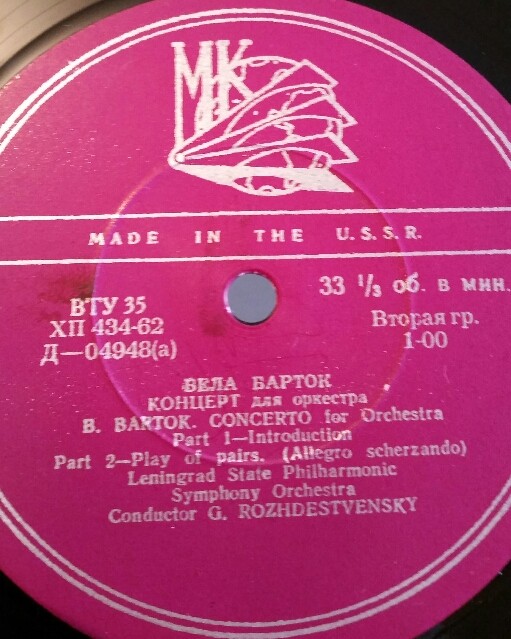 МК
MADE IN THE U.S.S.R.
33 ⅓ об. в мин.
ВТУ 35
ХП 434-62
Д—04948(а)
Вторая гр.
1-00
БЕЛА БАРТОК
КОНЦЕРТ для оркестра
B. BARTOK. CONCERTO for Orchestra
Part 1—Introduction
Part 2—Play of pairs. (Allegro scherzando)
Leningrad State Philharmonic
Symphony Orchestra
Conductor G. ROZHDESTVENSKY